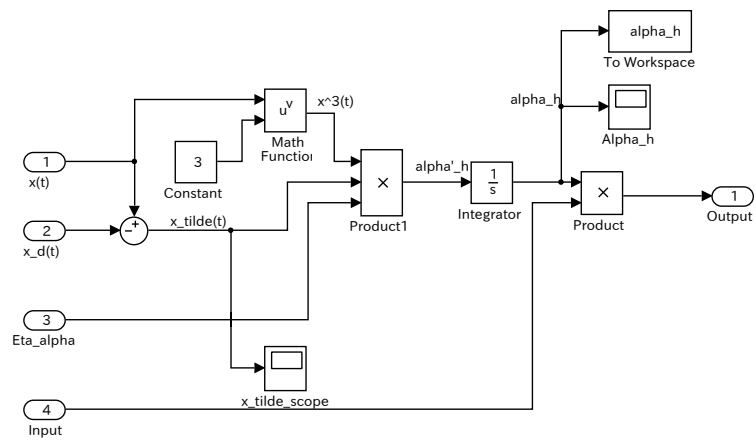 alpha_h
To Workspace
alpha_h
Alpha_h
u^v
x^3(t)
Math
Function
3
Constant
1
x(t)
×
Product1
alpha'_h
1
s
Integrator
×
Product
1
Output
+
−
x_tilde(t)
2
x_d(t)
3
Eta_alpha
x_tilde_scope
4
Input